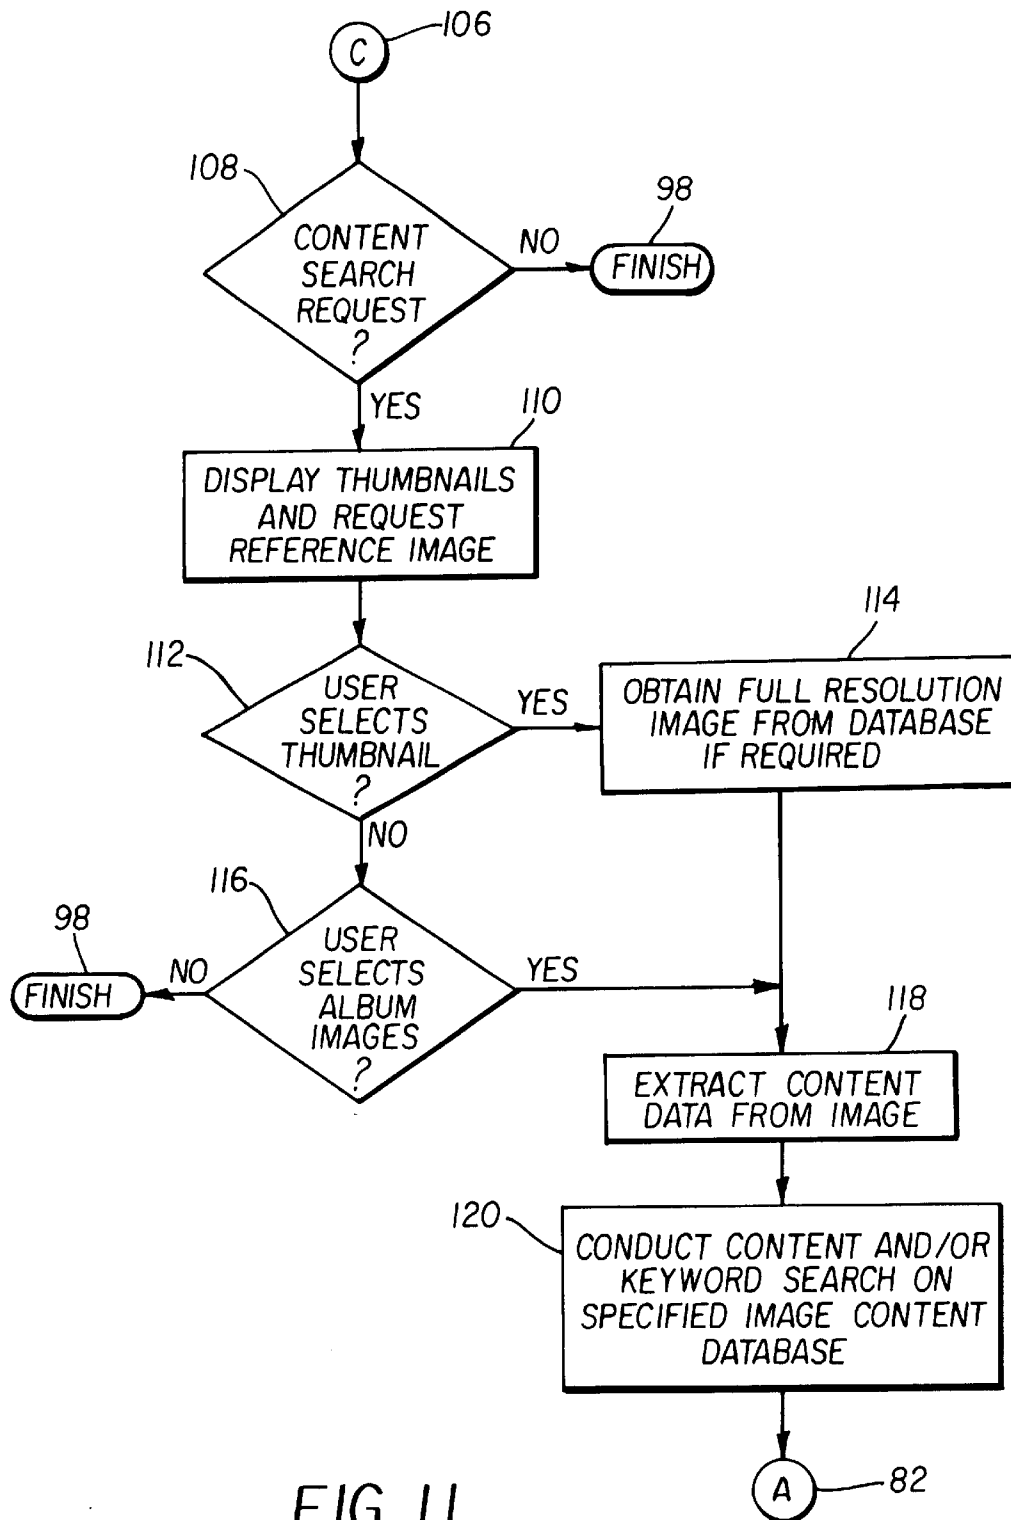 C
106
108
CONTENT
SEARCH
REQUEST
?
NO
98
FINISH
YES
110
DISPLAY THUMBNAILS
AND REQUEST
REFERENCE IMAGE
112
USER
SELECTS
THUMBNAIL
?
YES
114
OBTAIN FULL RESOLUTION
IMAGE FROM DATABASE
IF REQUIRED
NO
116
98
FINISH
NO
USER
SELECTS
ALBUM
IMAGES
?
YES
118
EXTRACT CONTENT
DATA FROM IMAGE
120
CONDUCT CONTENT AND/OR
KEYWORD SEARCH ON
SPECIFIED IMAGE CONTENT
DATABASE
A
82
FIG. 11